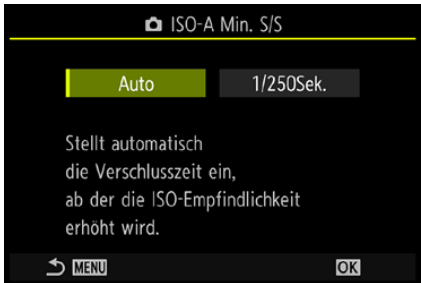 ISO-A Min. S/S
Auto 1/250Sek.
Stellt automatisch
die Verschlusszeit ein,
ab der die ISO-Empfindlichkeit
erhöht wird.
MENU OK